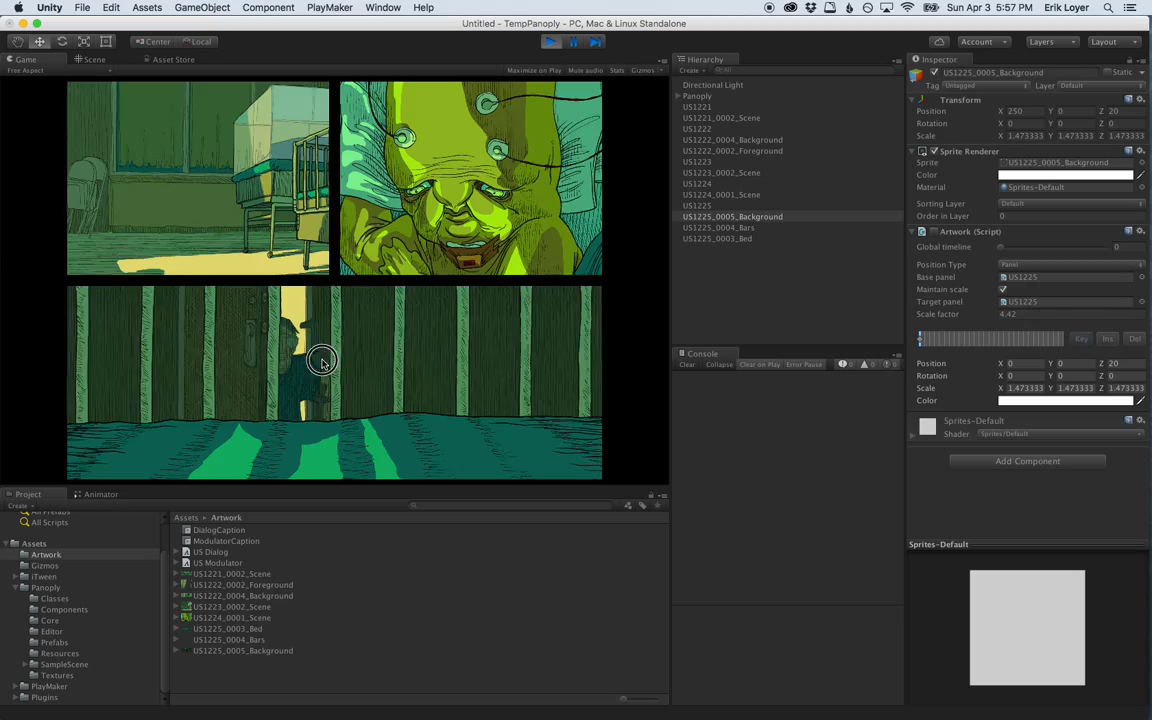 Unity File Edit Assets GameObject Component PlayMaker Window Help
Sun Apr 3 5:57 PM Erik Loyer
Untitled - TempPanoply - PC, Mac & Linux Standalone
Center Local
Account Layers Layout
Game Scene Asset Store
Free Aspect
Maximize on Play Mute audio Stats Gizmos
Hierarchy
Create All
Directional Light
Panoply
US1221
US1221_0002_Scene
US1222
US1222_0004_Background
US1222_0002_Foreground
US1223
US1223_0002_Scene
US1224
US1224_0001_Scene
US1225
US1225_0005_Background
US1225_0004_Bars
US1225_0003_Bed
Console
Clear Collapse Clear on Play Error Pause 0 0 0
Inspector
US1225_0005_Background Static
Tag Untagged Layer Default
Transform
Position X 250 Y 0 Z 20
Rotation X 0 Y 0 Z 0
Scale X 1.473333 Y 1.473333 Z 1.473333
Sprite Renderer
Sprite US1225_0005_Background
Color
Material Sprites-Default
Sorting Layer Default
Order in Layer 0
Artwork (Script)
Global timeline 0
Position Type Panel
Base panel US1225
Maintain scale
Target panel US1225
Scale factor 4.42
Key Ins Del
Position X 0 Y 0 Z 20
Rotation X 0 Y 0 Z 0
Scale X 1.473333 Y 1.473333 Z 1.473333
Color
Sprites-Default
Shader Sprites/Default
Add Component
Sprites-Default
Project Animator
Create
All Prefabs
All Scripts
Assets
Artwork
Gizmos
iTween
Panoply
Classes
Components
Core
Editor
Prefabs
Resources
SampleScene
Textures
PlayMaker
Plugins
Assets Artwork
DialogCaption
ModulatorCaption
US Dialog
US Modulator
US1221_0002_Scene
US1222_0002_Foreground
US1222_0004_Background
US1223_0002_Scene
US1224_0001_Scene
US1225_0003_Bed
US1225_0004_Bars
US1225_0005_Background